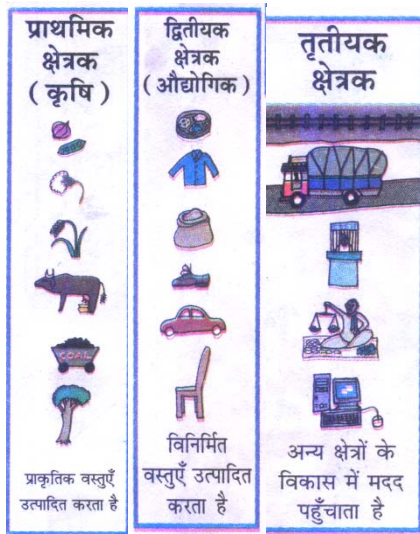 प्राथमिक
क्षेत्रक
( कृषि )
COAL
प्राकृतिक वस्तुएँ
उत्पादित करता है
द्वितीयक
क्षेत्रक
(औद्योगिक)
विनिर्मित
वस्तुएँ उत्पादित
करता है
तृतीयक
क्षेत्रक
अन्य क्षेत्रों के
विकास में मदद
पहुँचाता है